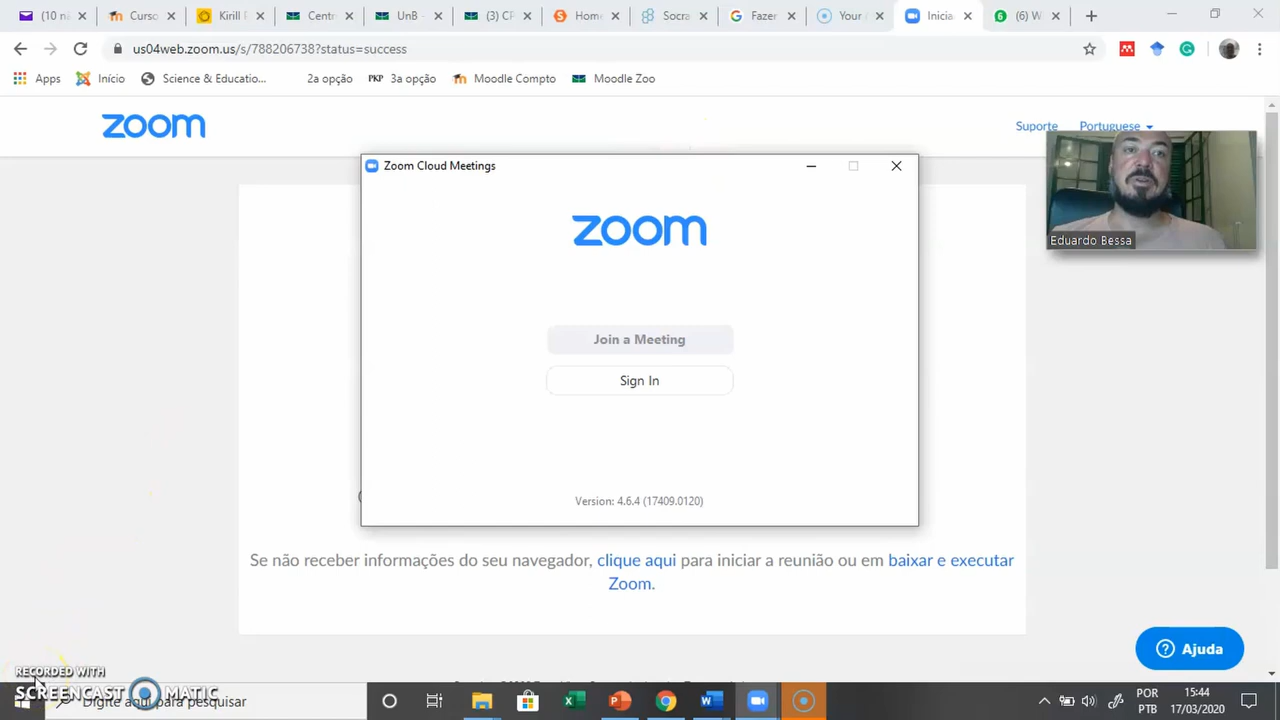 (10 n
Curso
Kirill F
Centr
UnB -
(3) CP
Home
Socra
Fazer
Your
Inicia
(6) W
us04web.zoom.us/s/788206738?status=success
Apps
Início
Science & Educatio...
2a opção
PKP 3a opção
Moodle Compto
Moodle Zoo
zoom
Suporte
Portuguese
Zoom Cloud Meetings
zoom
Eduardo Bessa
Join a Meeting
Sign In
Version: 4.6.4 (17409.0120)
Se não receber informações do seu navegador, clique aqui para iniciar a reunião ou em baixar e executar
Zoom.
Ajuda
RECORDED WITH
SCREENCAST MATIC
Digite aqui para pesquisar
POR
PTB
15:44
17/03/2020